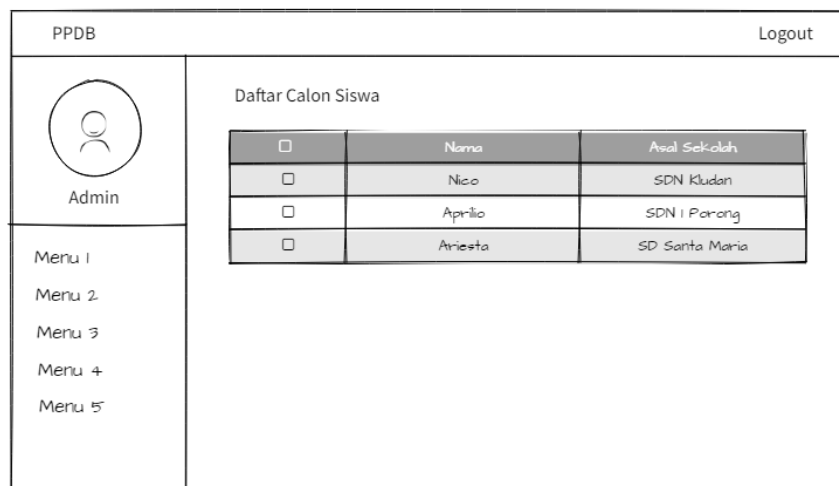 PPDB Logout
Admin
Menu 1
Menu 2
Menu 3
Menu 4
Menu 5
Daftar Calon Siswa
Nama Asal Sekolah
Nico SDN Kludan
Aprilio SDN 1 Porong
Ariesta SD Santa Maria